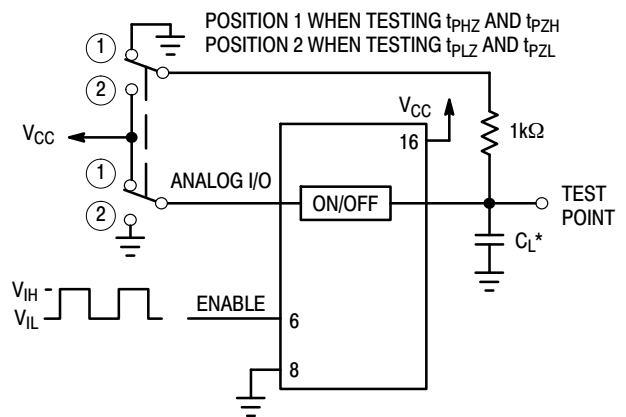 POSITION 1 WHEN TESTING tPHZ AND tPZH
POSITION 2 WHEN TESTING tPLZ AND tPZL
1
2
VCC
VCC
16
1kΩ
1
2
ANALOG I/O
ON/OFF
TEST
POINT
CL*
VIH
VIL
ENABLE
6
8